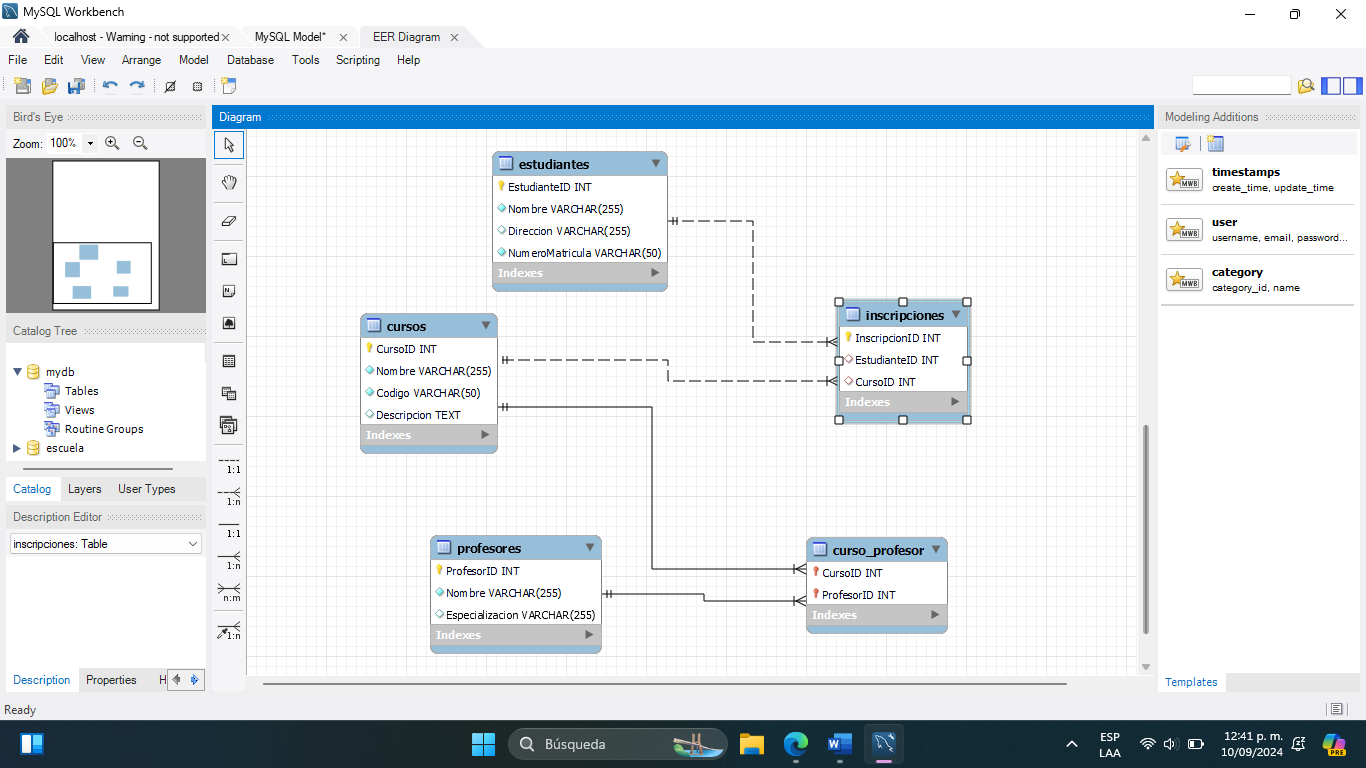 MySQL Workbench
localhost - Warning - not supported
MySQL Model*
EER Diagram
File Edit View Arrange Model Database Tools Scripting Help
Bird's Eye
Zoom: 100%
Catalog Tree
mydb
Tables
Views
Routine Groups
escuela
Catalog Layers User Types
Description Editor
inscripciones: Table
Description Properties H
Diagram
1:1
1:n
1:1
1:n
n:m
1:n
estudiantes
EstudianteID INT
Nombre VARCHAR(255)
Direccion VARCHAR(255)
NumeroMatricula VARCHAR(50)
Indexes
cursos
CursoID INT
Nombre VARCHAR(255)
Codigo VARCHAR(50)
Descripcion TEXT
Indexes
inscripciones
InscripcionID INT
EstudianteID INT
CursoID INT
Indexes
profesores
ProfesorID INT
Nombre VARCHAR(255)
Especializacion VARCHAR(255)
Indexes
curso_profesor
CursoID INT
ProfesorID INT
Indexes
Modeling Additions
MWB
timestamps
create_time, update_time
MWB
user
username, email, password...
MWB
category
category_id, name
Templates
Ready
Búsqueda
ESP
LAA
12:41 p. m.
10/09/2024
PRE